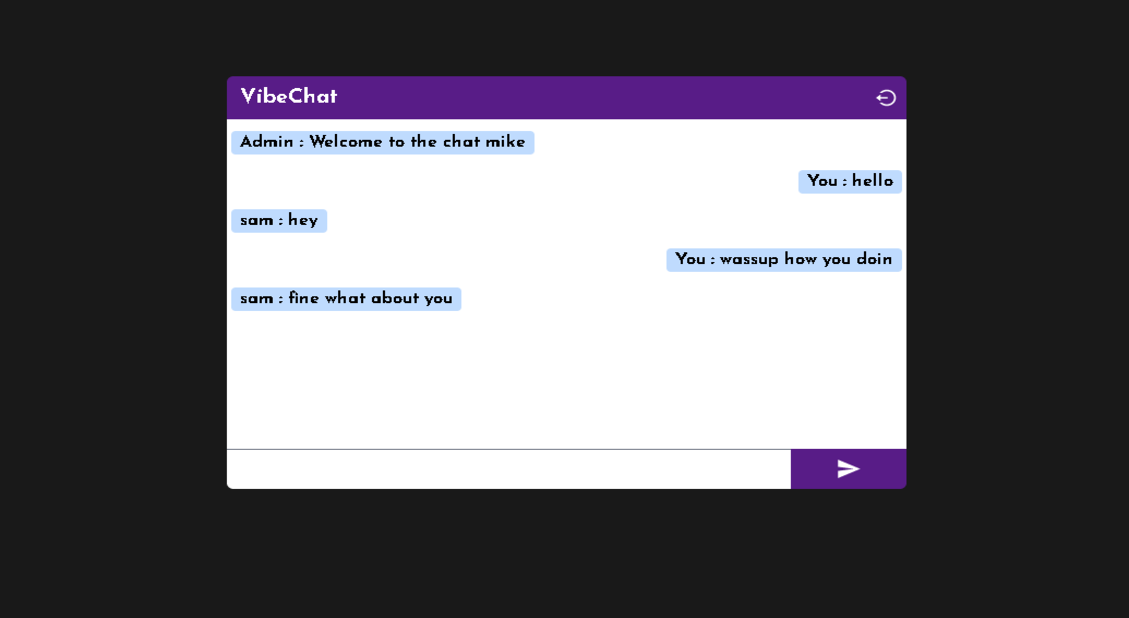 VibeChat
Admin : Welcome to the chat mike
You : hello
sam : hey
You : wassup how you doin
sam : fine what about you